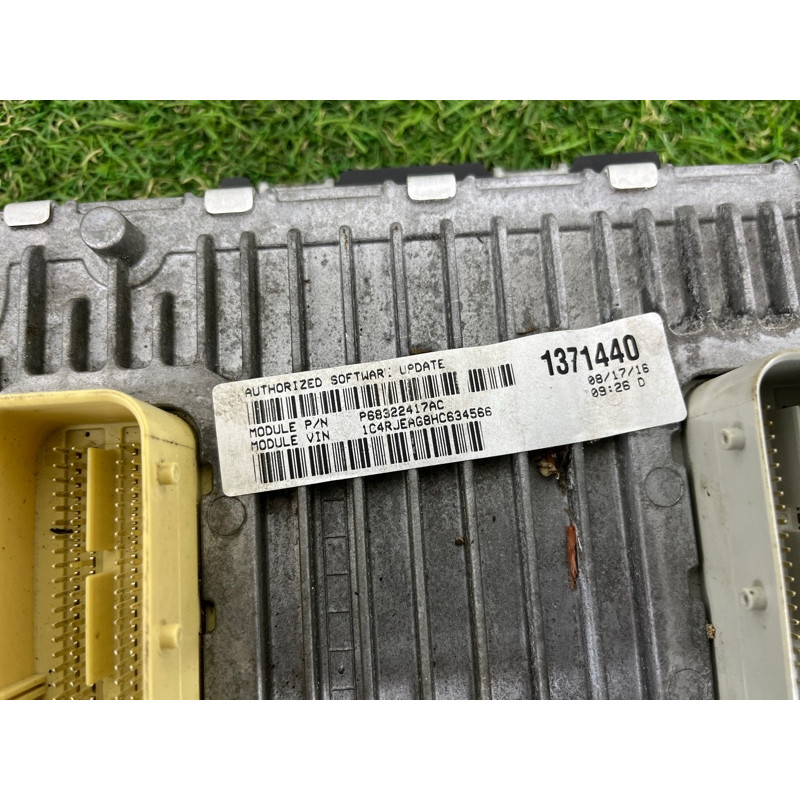 AUTHORIZED SOFTWAR: UPDATE
1371440
08/17/16
09:26 D
MODULE P/N P68322417AC
MODULE VIN 1C4RJEAG8HC634566